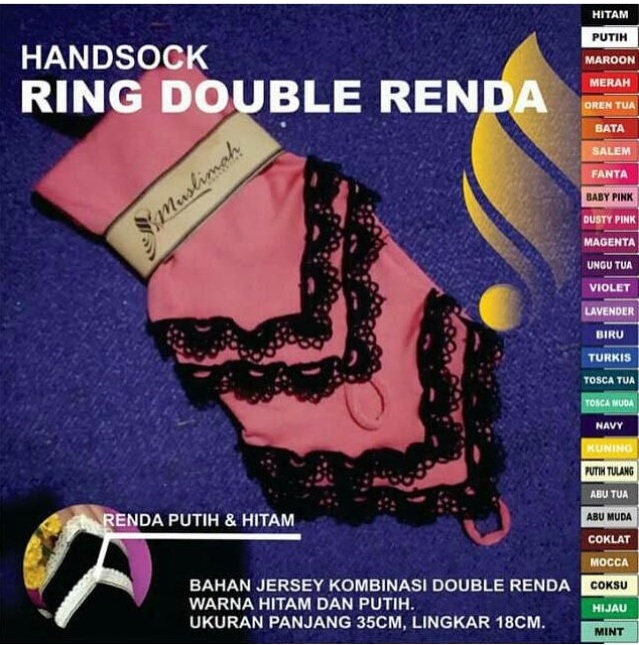 HANDSOCK
RING DOUBLE RENDA
Muslimah
RENDA PUTIH & HITAM
BAHAN JERSEY KOMBINASI DOUBLE RENDA
WARNA HITAM DAN PUTIH.
UKURAN PANJANG 35CM, LINGKAR 18CM.
HITAM
PUTIH
MAROON
MERAH
OREN TUA
BATA
SALEM
FANTA
BABY PINK
DUSTY PINK
MAGENTA
UNGU TUA
VIOLET
LAVENDER
BIRU
TURKIS
TOSCA TUA
TOSCA MUDA
NAVY
KUNING
PUTIH TULANG
ABU TUA
ABU MUDA
COKLAT
MOCCA
COKSU
HIJAU
MINT